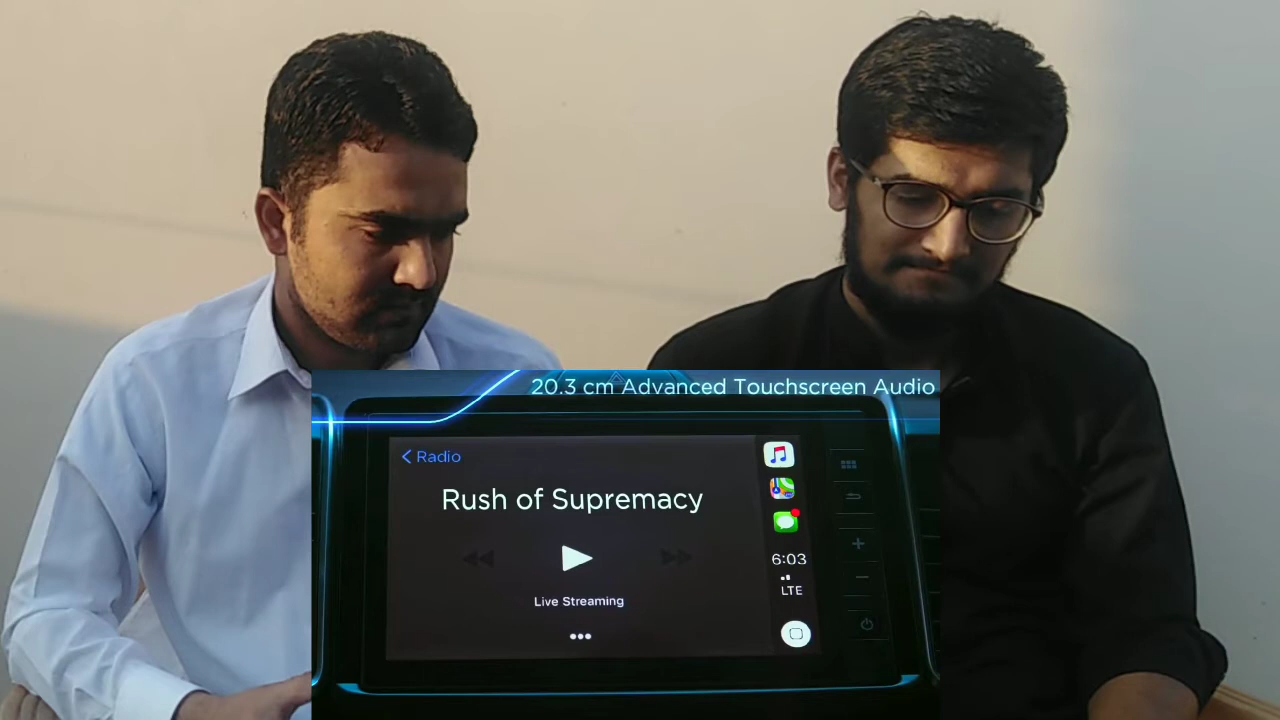 20.3 cm Advanced Touchscreen Audio
Radio
Rush of Supremacy
6:03
LTE
Live Streaming